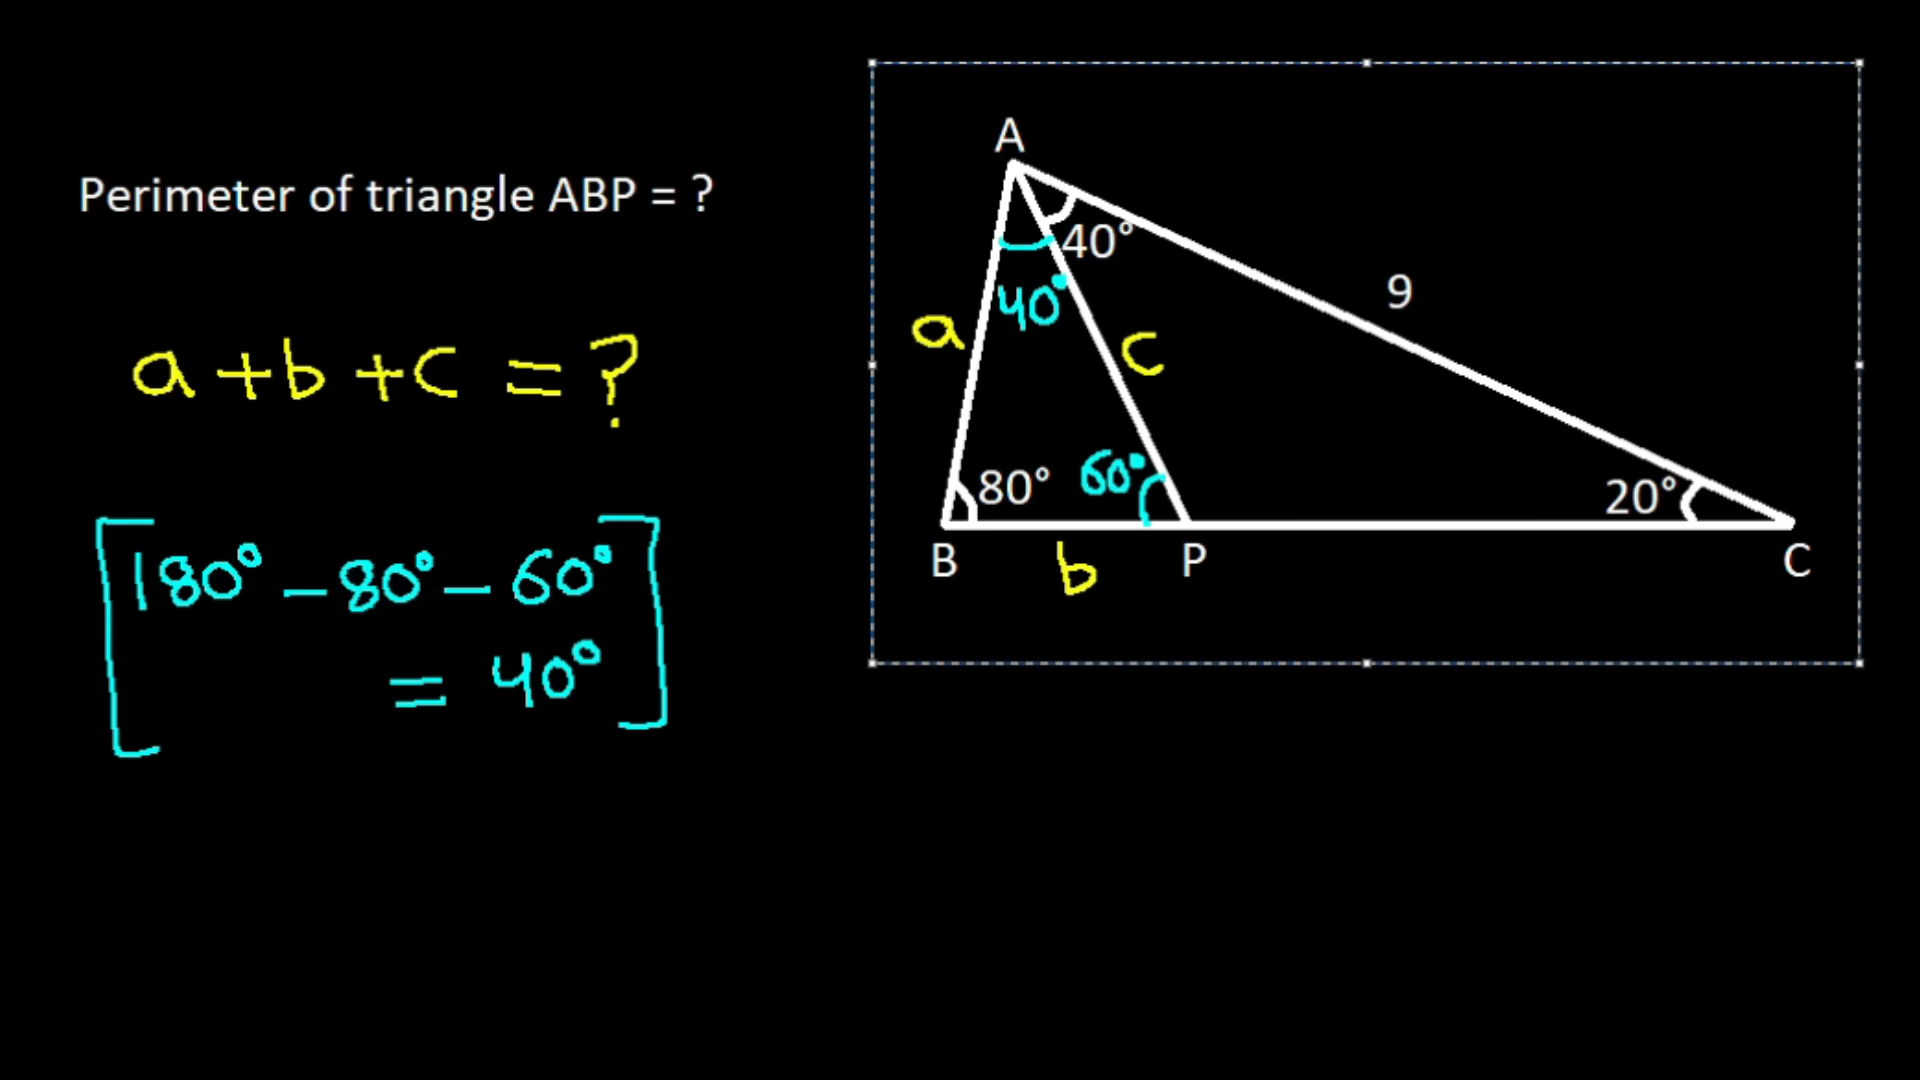 Perimeter of triangle ABP = ?
a + b + c = ?
180° - 80° - 60°
= 40°
A
40°
40°
9
a
c
80°
60°
20°
B
b
P
C